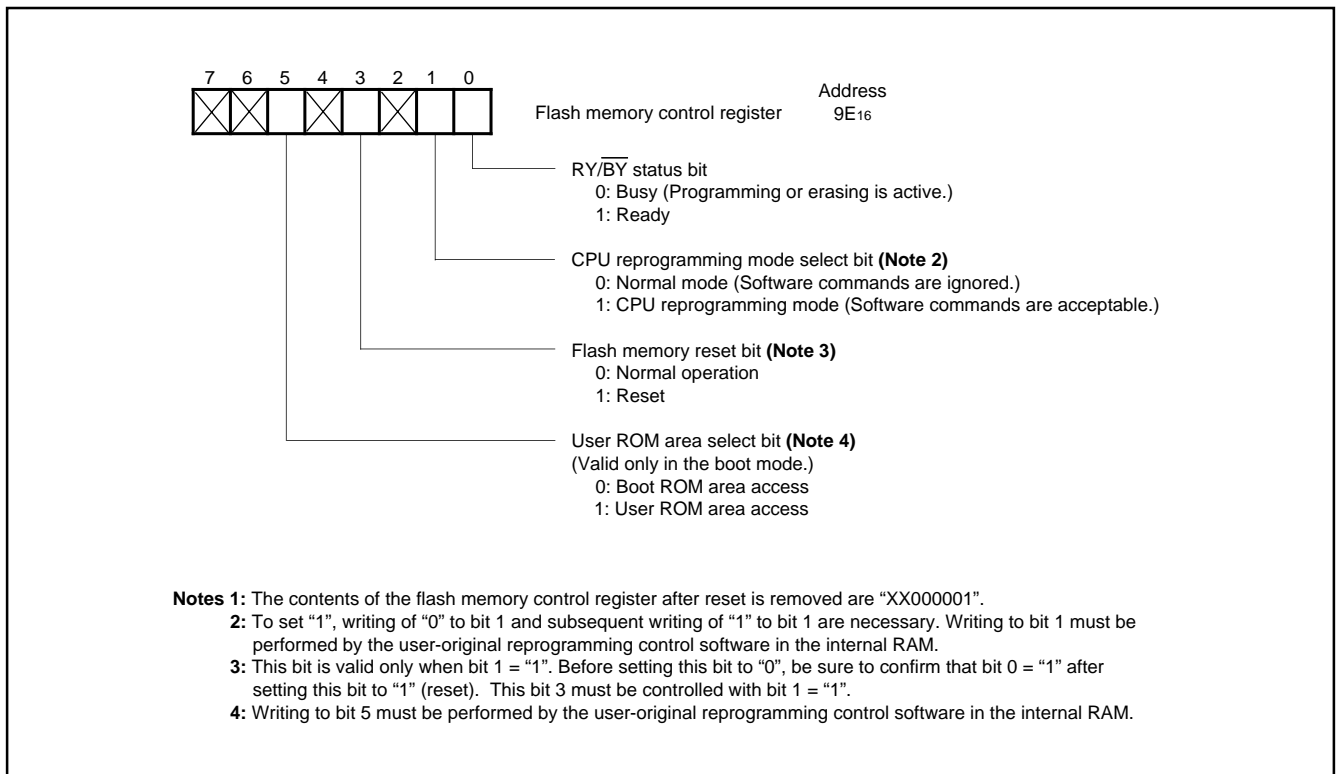 7 6 5 4 3 2 1 0
Address
Flash memory control register 9E16
RY/BY status bit
0: Busy (Programming or erasing is active.)
1: Ready
CPU reprogramming mode select bit (Note 2)
0: Normal mode (Software commands are ignored.)
1: CPU reprogramming mode (Software commands are acceptable.)
Flash memory reset bit (Note 3)
0: Normal operation
1: Reset
User ROM area select bit (Note 4)
(Valid only in the boot mode.)
0: Boot ROM area access
1: User ROM area access
Notes 1: The contents of the flash memory control register after reset is removed are “XX000001”.
2: To set “1”, writing of “0” to bit 1 and subsequent writing of “1” to bit 1 are necessary. Writing to bit 1 must be
performed by the user-original reprogramming control software in the internal RAM.
3: This bit is valid only when bit 1 = “1”. Before setting this bit to “0”, be sure to confirm that bit 0 = “1” after
setting this bit to “1” (reset). This bit 3 must be controlled with bit 1 = “1”.
4: Writing to bit 5 must be performed by the user-original reprogramming control software in the internal RAM.